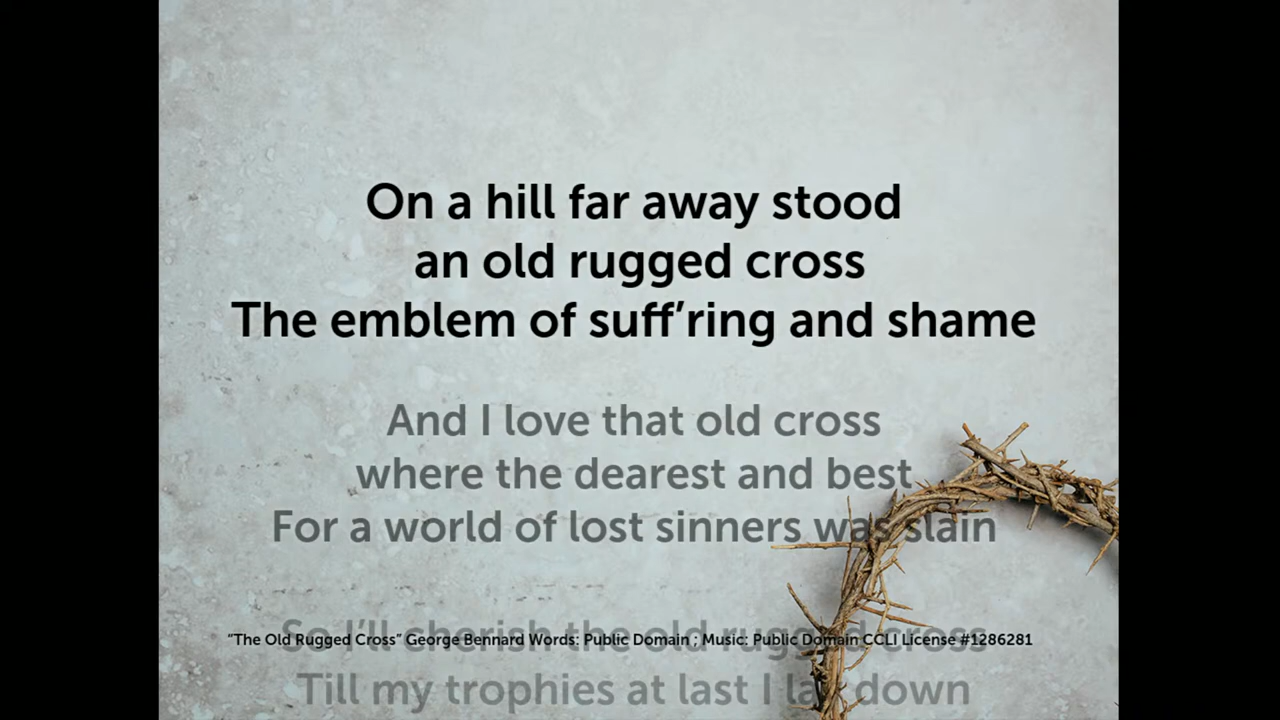 On a hill far away stood
an old rugged cross
The emblem of suff’ring and shame
And I love that old cross
where the dearest and best
For a world of lost sinners was slain
So I’ll cherish the old rugged cross
“The Old Rugged Cross” George Bennard Words: Public Domain ; Music: Public Domain CCLI License #1286281
Till my trophies at last I lay down